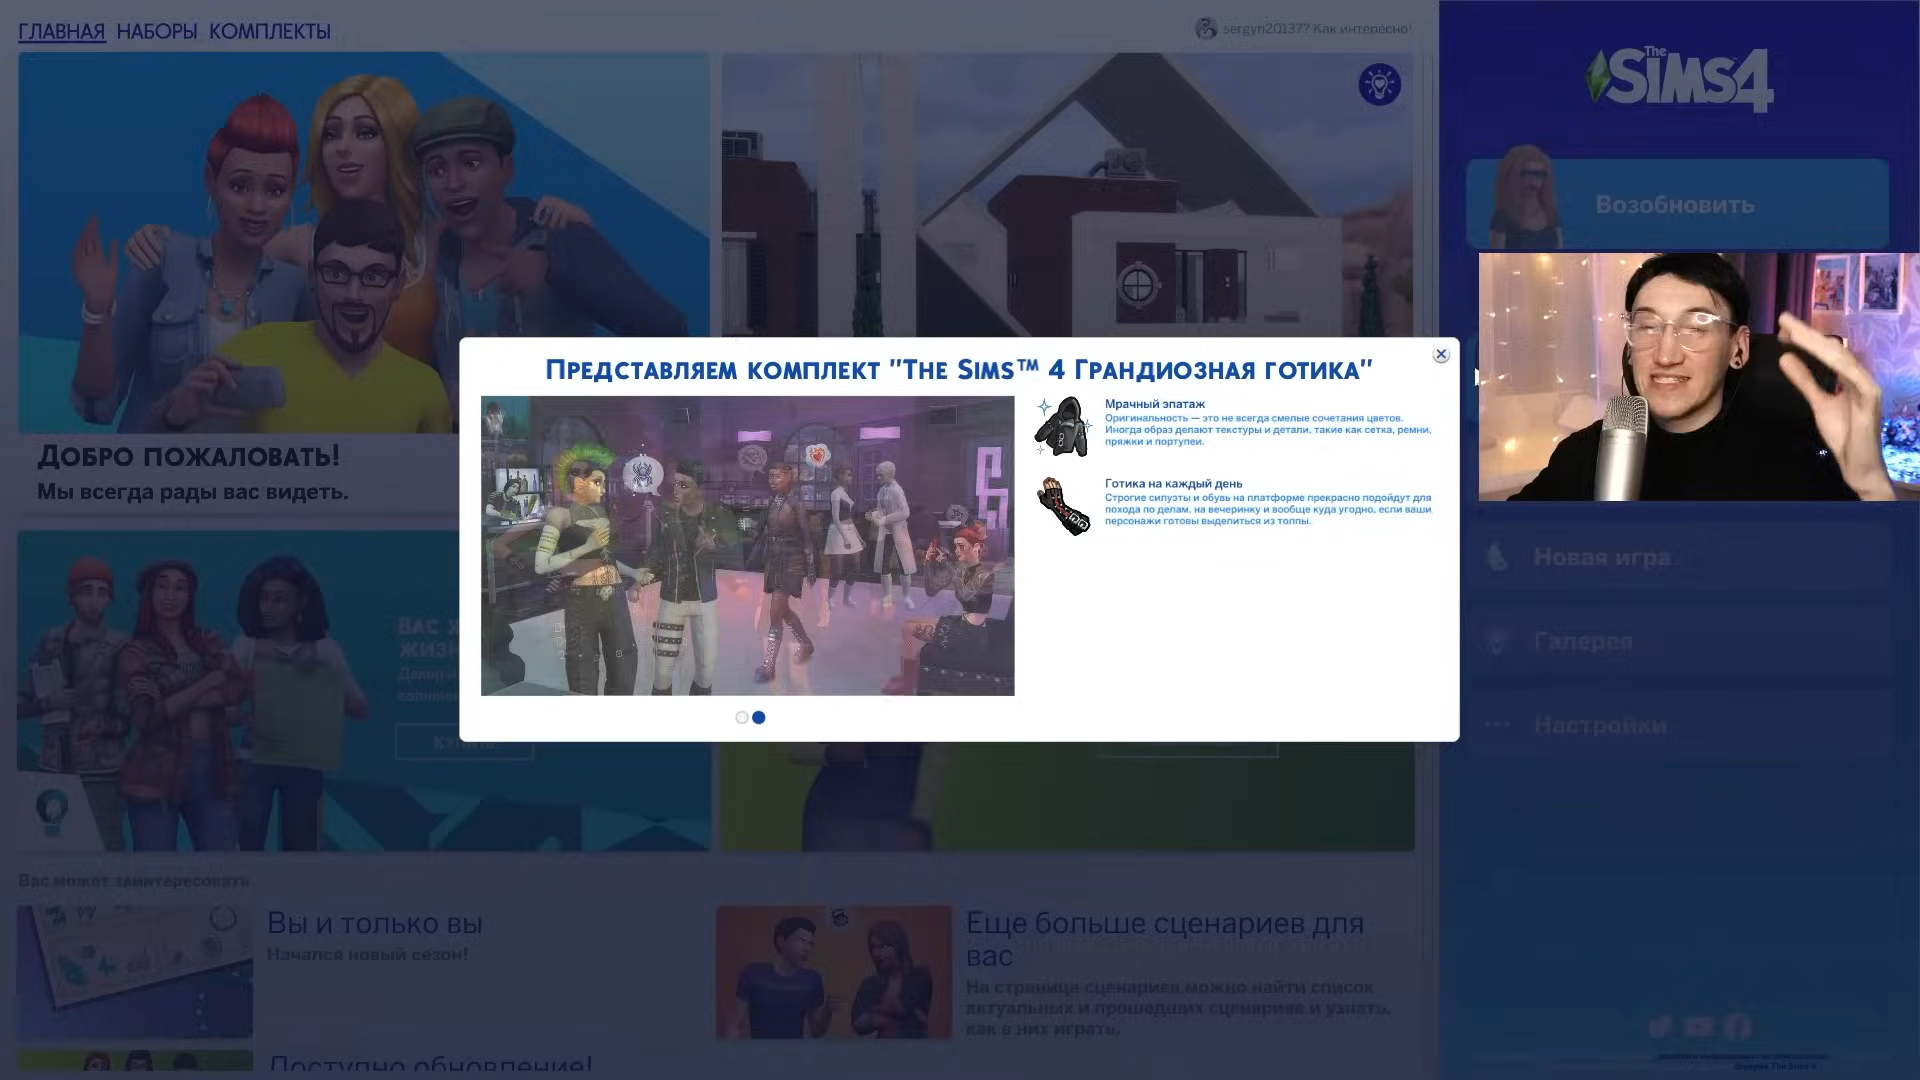 ГЛАВНАЯ НАБОРЫ КОМПЛЕКТЫ
sergyn20137? Как интересно!
The SIMS 4
Возобновить
ДОБРО ПОЖАЛОВАТЬ!
Мы всегда рады вас видеть.
ПРЕДСТАВЛЯЕМ КОМПЛЕКТ "THE SIMS™ 4 ГРАНДИОЗНАЯ ГОТИКА"
Мрачный эпатаж
Оригинальность — это не всегда смелые сочетания цветов.
Иногда образ делают текстуры и детали, такие как сетка, ремни,
пряжки и портупеи.
Готика на каждый день
Строгие силуэты и обувь на платформе прекрасно подойдут для
похода по делам, на вечеринку и вообще куда угодно, если ваши
персонажи готовы выделиться из толпы.
Новая игра
Галерея
Настройки
ВАС
Вас может заинтересовать
Вы и только вы
Начался новый сезон!
Еще больше сценариев для
вас
На странице сценариев можно найти список
актуальных и прошедших сценариев и узнать,
как в них играть.
Доступно обновление!